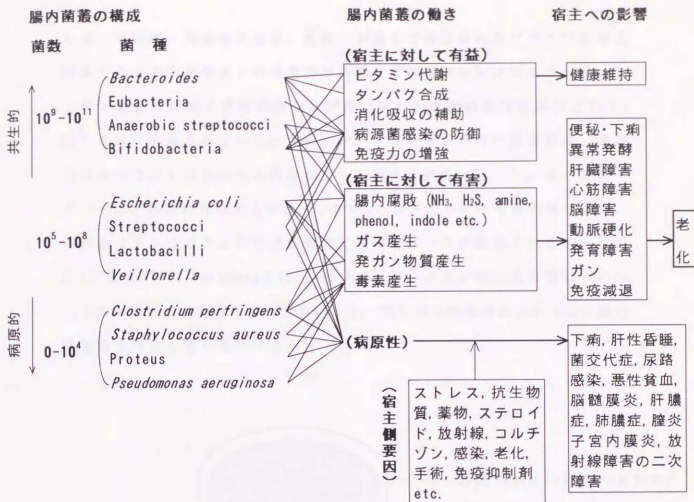 腸内菌叢の構成
菌数 菌　種
共生的
10⁹-10¹¹
Bacteroides
Eubacteria
Anaerobic streptococci
Bifidobacteria
10⁵-10⁸
Escherichia coli
Streptococci
Lactobacilli
Veillonella
病原的
0-10⁴
Clostridium perfringens
Staphylococcus aureus
Proteus
Pseudomonas aeruginosa
腸内菌叢の働き
(宿主に対して有益)
ビタミン代謝
タンパク合成
消化吸収の補助
病源菌感染の防御
免疫力の増強
(宿主に対して有害)
腸内腐敗 (NH₃, H₂S, amine,
phenol, indole etc.)
ガス産生
発ガン物質産生
毒素産生
(病原性)
(宿主側要因)
ストレス, 抗生物
質, 薬物, ステロイ
ド, 放射線, コルチ
ゾン, 感染, 老化,
手術, 免疫抑制剤
etc.
宿主への影響
健康維持
便秘・下痢
異常発酵
肝臓障害
心筋障害
脳障害
動脈硬化
発育障害
ガン
免疫減退
老化
下痢, 肝性昏睡,
菌交代症, 尿路
感染, 悪性貧血,
脳髄膜炎, 肝膿
症, 肺膿症, 膣炎
子宮内膜炎, 放
射線障害の二次
障害